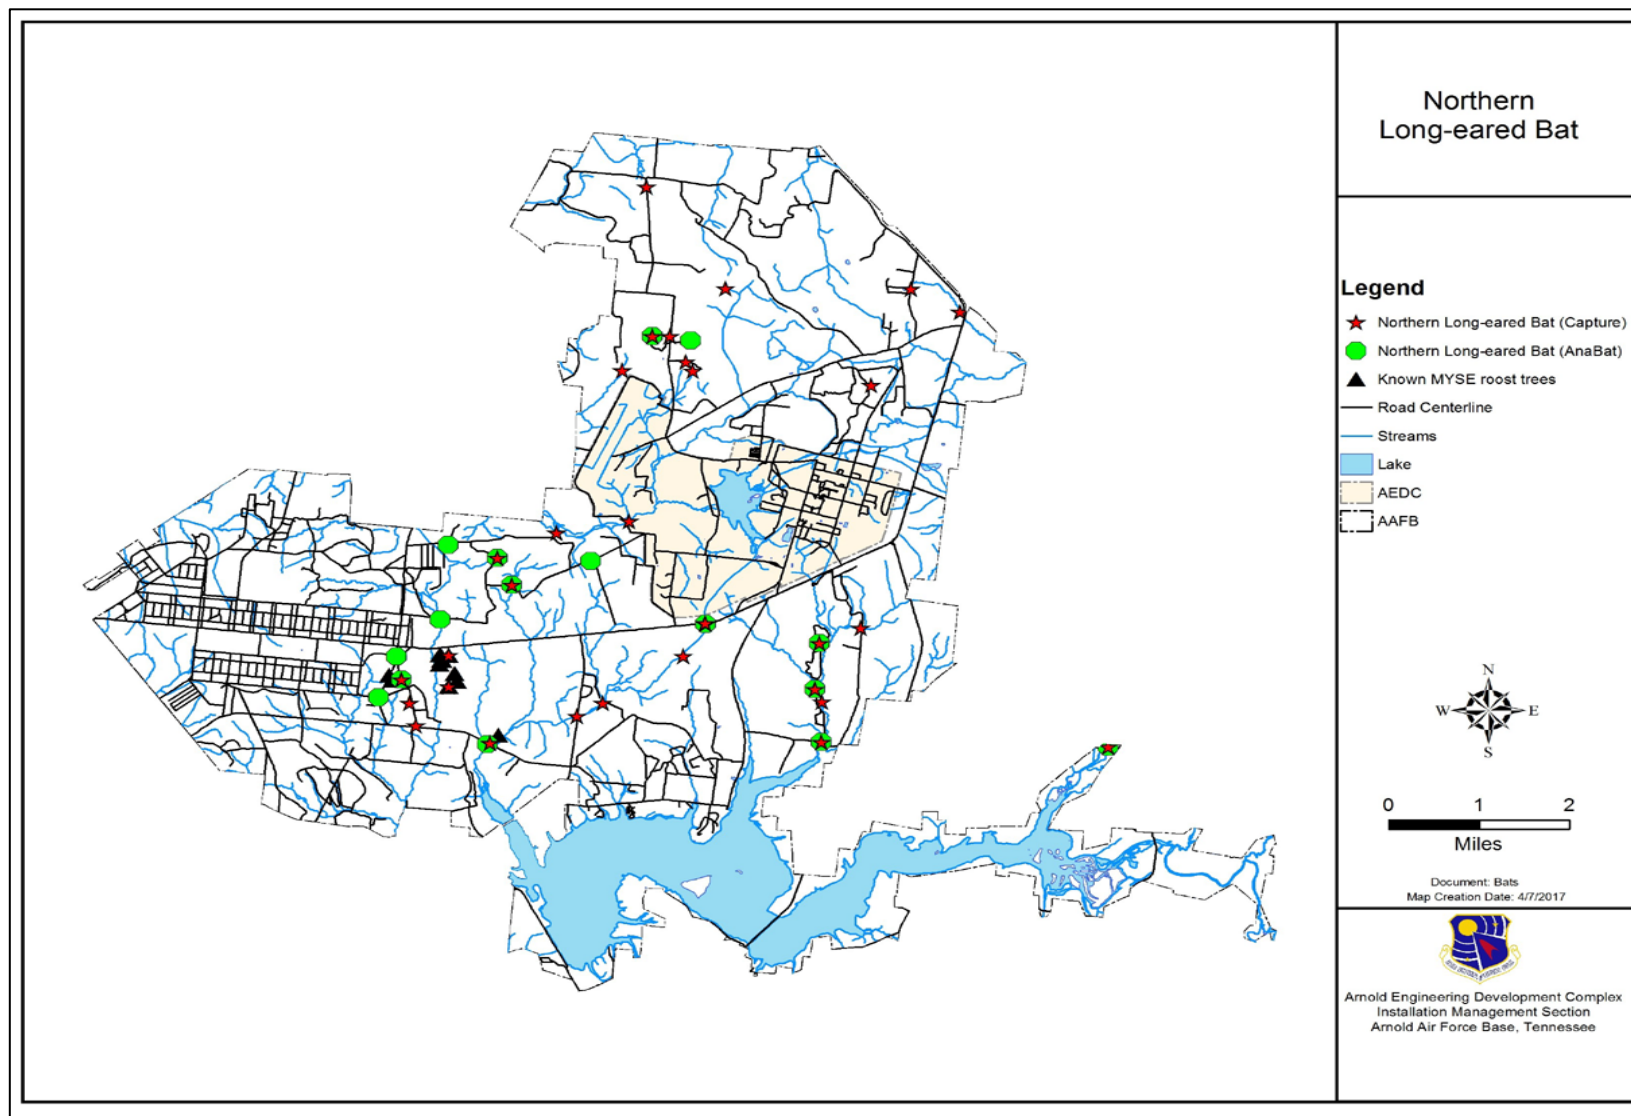 Northern
Long-eared Bat
Legend
Northern Long-eared Bat (Capture)
Northern Long-eared Bat (AnaBat)
Known MYSE roost trees
Road Centerline
Streams
Lake
AEDC
AAFB
N
W E
S
0 1 2
Miles
Document: Bats
Map Creation Date: 4/7/2017
Arnold Engineering Development Complex
Installation Management Section
Arnold Air Force Base, Tennessee